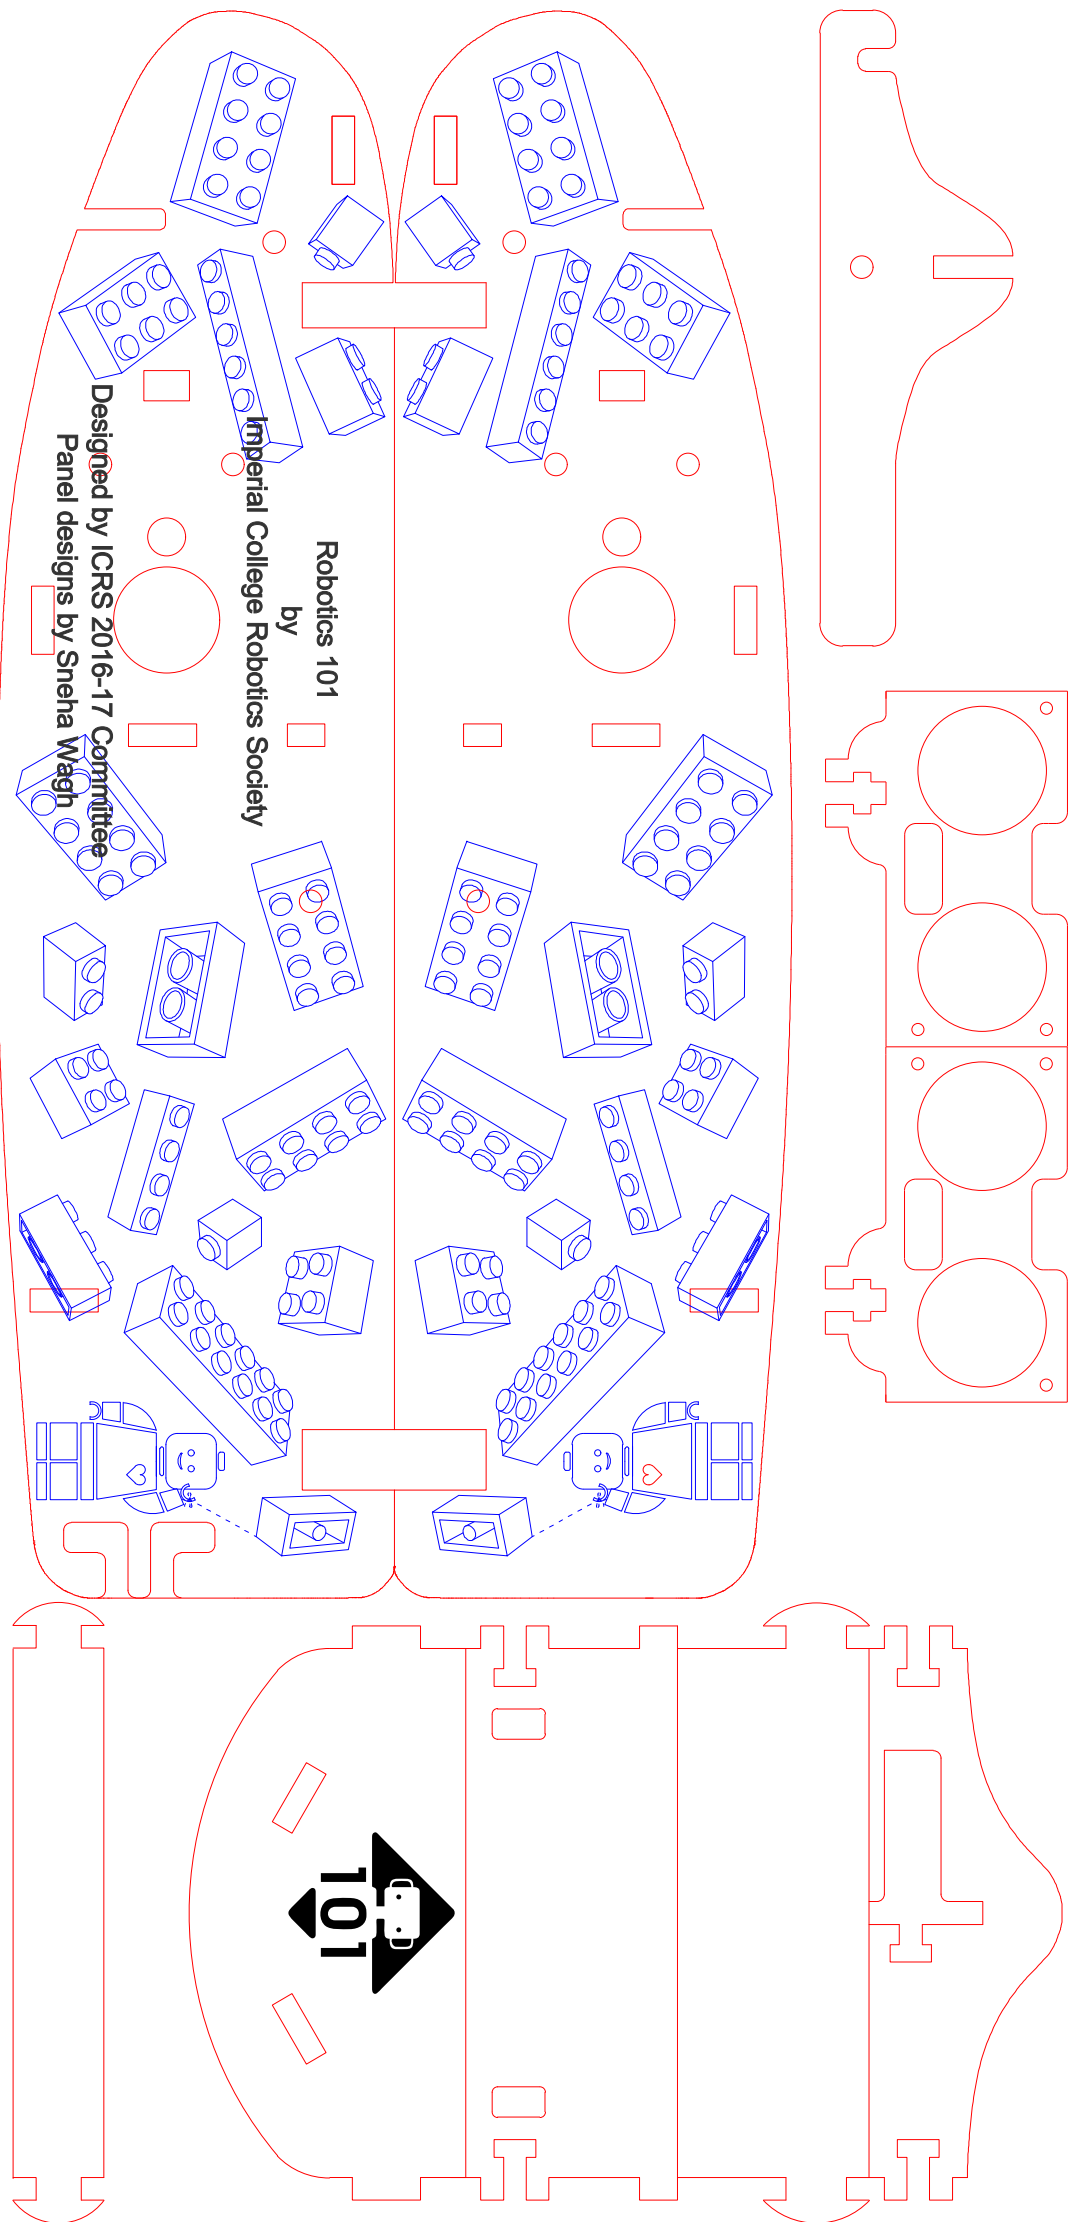 Robotics 101
by
Imperial College Robotics Society
Designed by ICRS 2016-17 Committee
Panel designs by Sneha Wagh
101